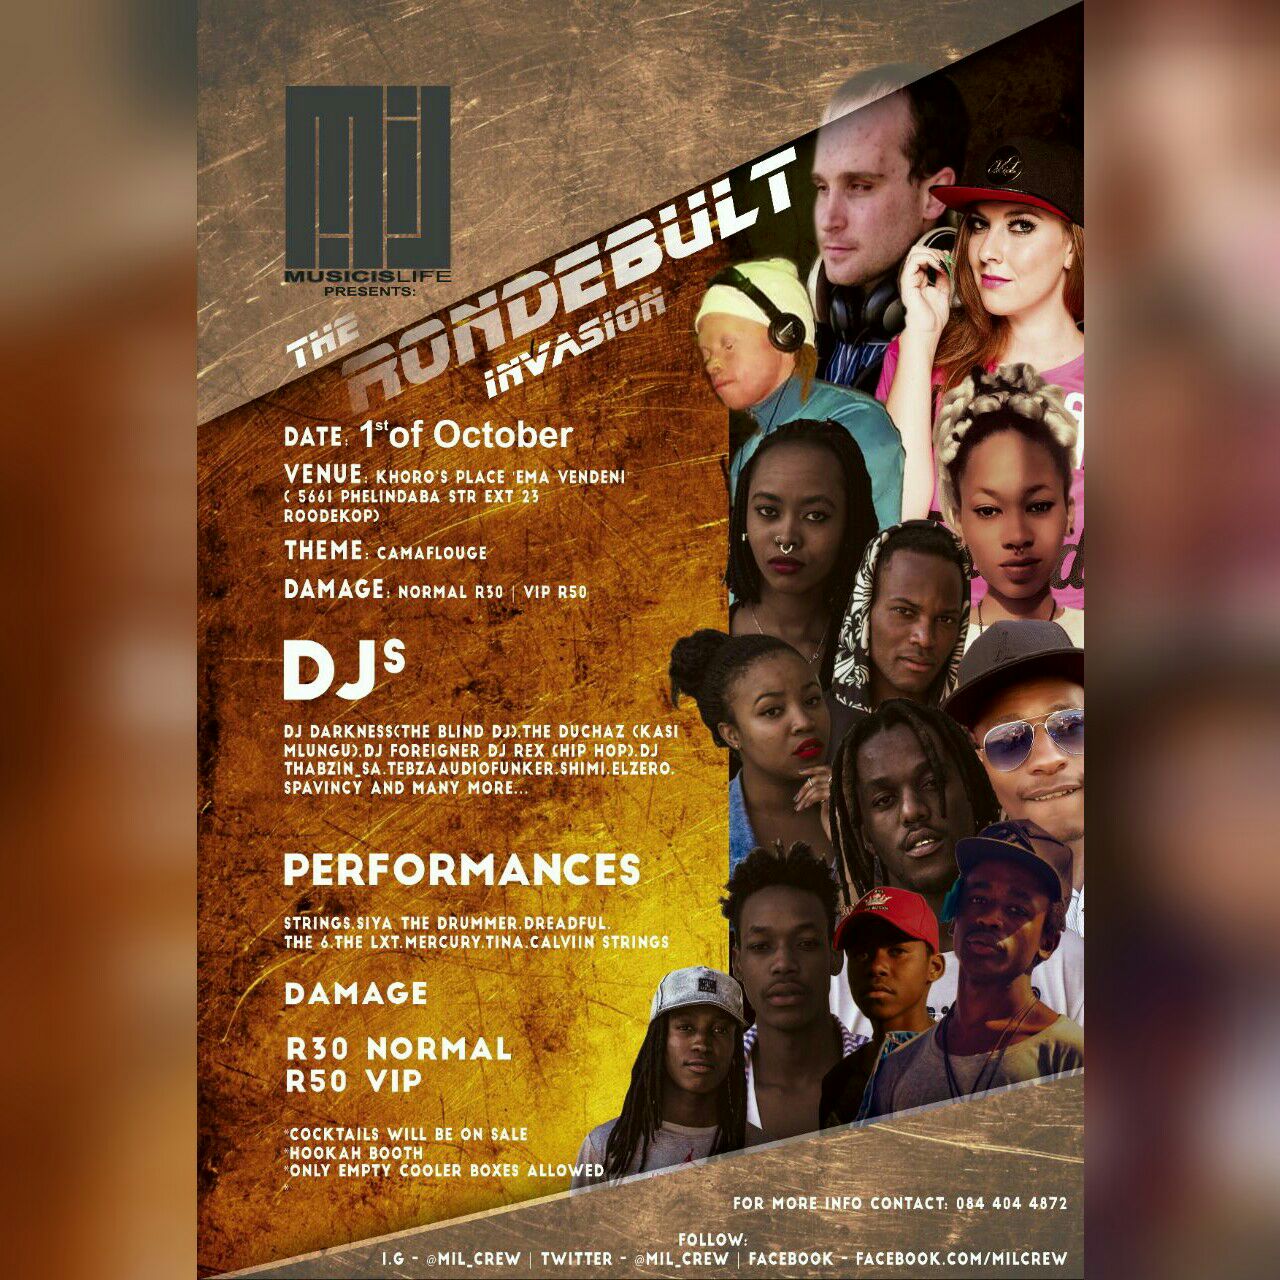 MUSICISLIFE
PRESENTS:
THE
RONDEBULT
INVASION
DATE: 1st of October
VENUE: KHORO'S PLACE 'EMA VENDENI'
( 5661 PHELINDABA STR EXT 23
ROODEKOP)
THEME: CAMAFLOUGE
DAMAGE: NORMAL R30 | VIP R50
DJs
DJ DARKNESS(THE BLIND DJ).THE DUCHAZ (KASI
MLUNGU).DJ FOREIGNER DJ REX (HIP HOP).DJ
THABZIN_SA.TEBZAAUDIOFUNKER.SHIMI.ELZERO.
SPAVINCY AND MANY MORE...
PERFORMANCES
STRINGS.SIYA THE DRUMMER.DREADFUL.
THE 6.THE LXT.MERCURY.TINA.CALVIIN STRINGS
DAMAGE
R30 NORMAL
R50 VIP
*COCKTAILS WILL BE ON SALE
*HOOKAH BOOTH
*ONLY EMPTY COOLER BOXES ALLOWED
*
FOR MORE INFO CONTACT: 084 404 4872
FOLLOW:
I.G - @MIL_CREW | TWITTER - @MIL_CREW | FACEBOOK - FACEBOOK.COM/MILCREW